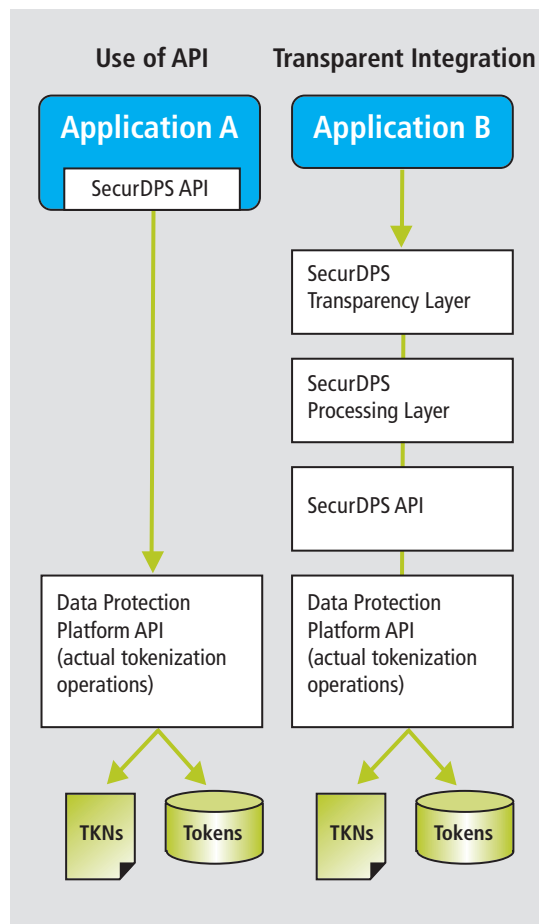 Use of API
Application A
SecurDPS API
Data Protection
Platform API
(actual tokenization
operations)
TKNs
Tokens
Transparent Integration
Application B
SecurDPS
Transparency Layer
SecurDPS
Processing Layer
SecurDPS API
Data Protection
Platform API
(actual tokenization
operations)
TKNs
Tokens